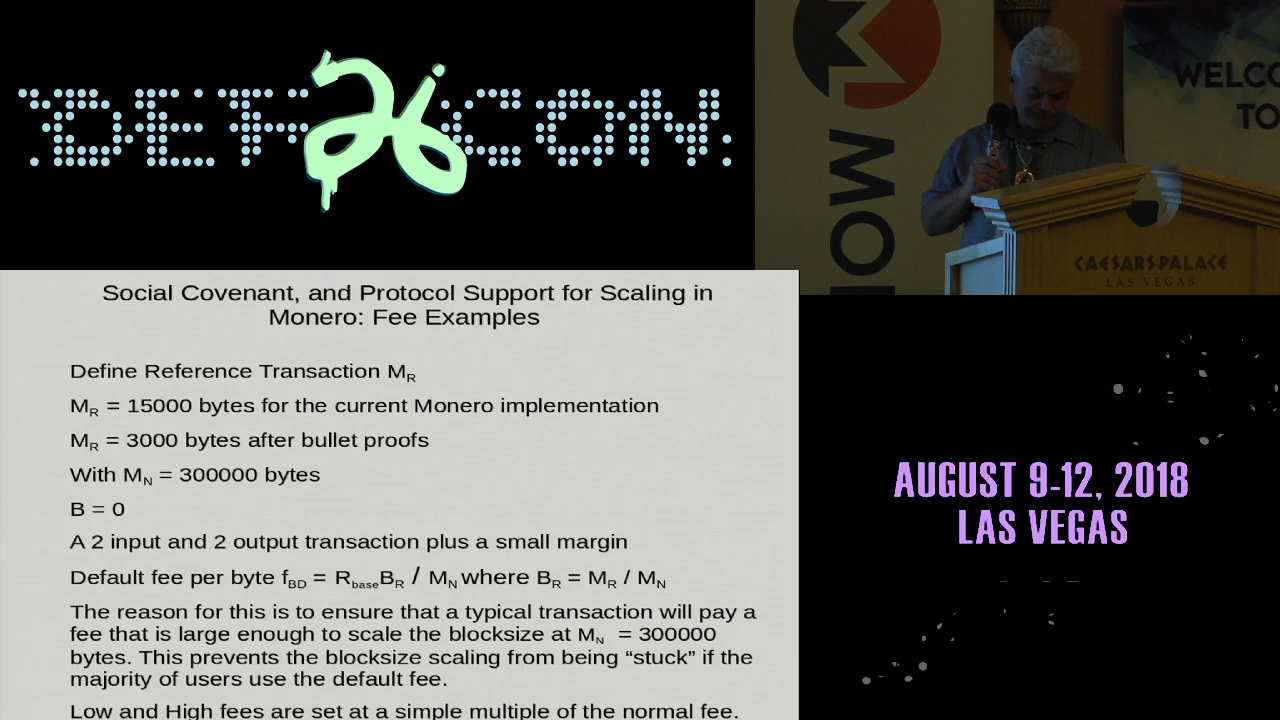 DEF 26 CON
WELCO
TO
MON
CAESARS PALACE
LAS VEGAS
Social Covenant, and Protocol Support for Scaling in
Monero: Fee Examples
Define Reference Transaction MR
MR = 15000 bytes for the current Monero implementation
MR = 3000 bytes after bullet proofs
With MN = 300000 bytes
B = 0
A 2 input and 2 output transaction plus a small margin
Default fee per byte fBD = RbaseBR / MN where BR = MR / MN
The reason for this is to ensure that a typical transaction will pay a
fee that is large enough to scale the blocksize at MN = 300000
bytes. This prevents the blocksize scaling from being “stuck” if the
majority of users use the default fee.
Low and High fees are set at a simple multiple of the normal fee.
AUGUST 9-12, 2018
LAS VEGAS